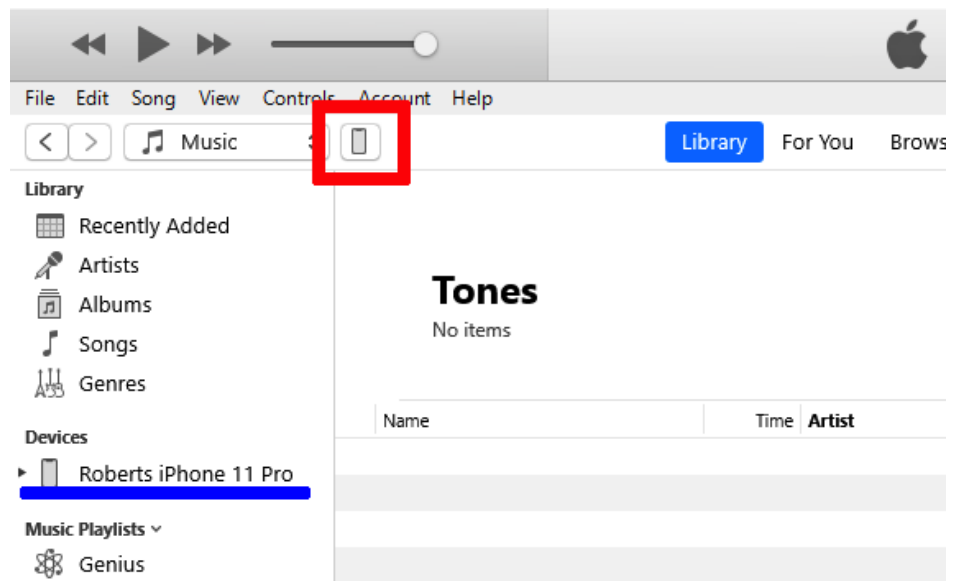 File Edit Song View Controls Account Help
Music
Library For You Brows
Library
Recently Added
Artists
Albums
Songs
Genres
Tones
No items
Name Time Artist
Devices
Roberts iPhone 11 Pro
Music Playlists
Genius